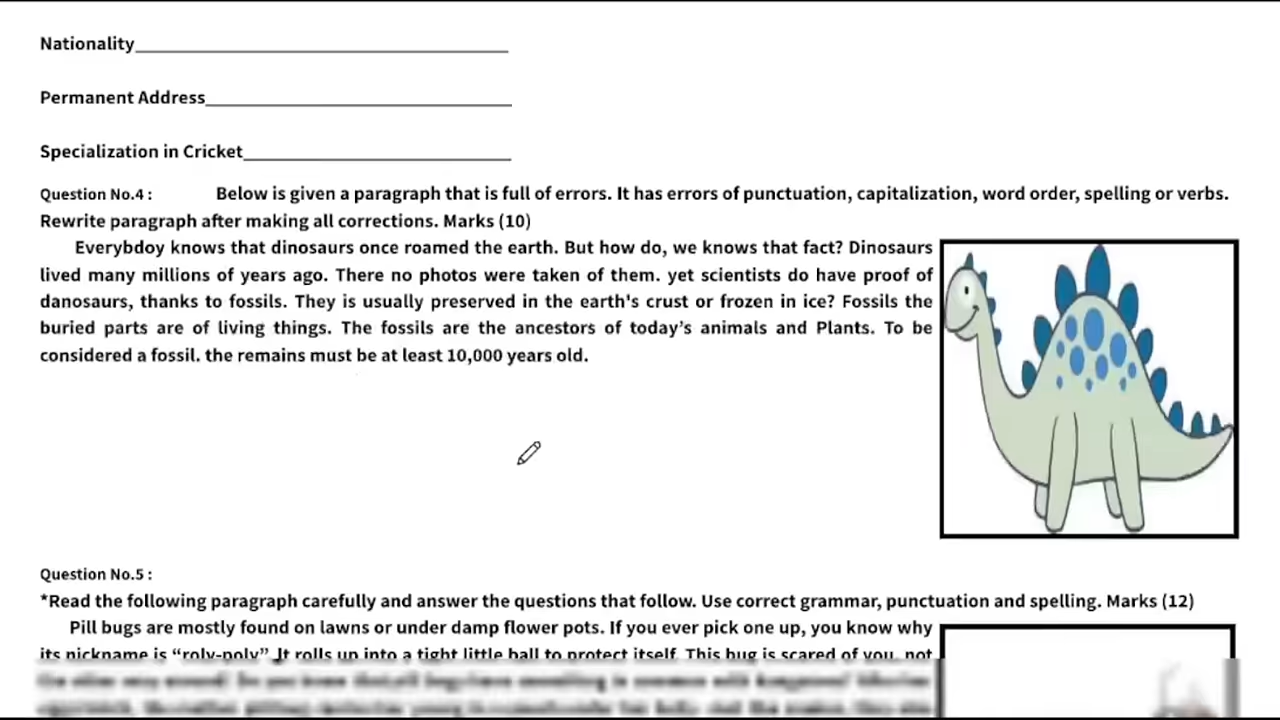 Nationality
Permanent Address
Specialization in Cricket
Question No.4 : Below is given a paragraph that is full of errors. It has errors of punctuation, capitalization, word order, spelling or verbs.
Rewrite paragraph after making all corrections. Marks (10)
Everybdoy knows that dinosaurs once roamed the earth. But how do, we knows that fact? Dinosaurs
lived many millions of years ago. There no photos were taken of them. yet scientists do have proof of
danosaurs, thanks to fossils. They is usually preserved in the earth's crust or frozen in ice? Fossils the
buried parts are of living things. The fossils are the ancestors of today's animals and Plants. To be
considered a fossil. the remains must be at least 10,000 years old.
Question No.5 :
*Read the following paragraph carefully and answer the questions that follow. Use correct grammar, punctuation and spelling. Marks (12)
Pill bugs are mostly found on lawns or under damp flower pots. If you ever pick one up, you know why
its nickname is “roly-poly” .It rolls up into a tight little ball to protect itself. This bug is scared of you, not